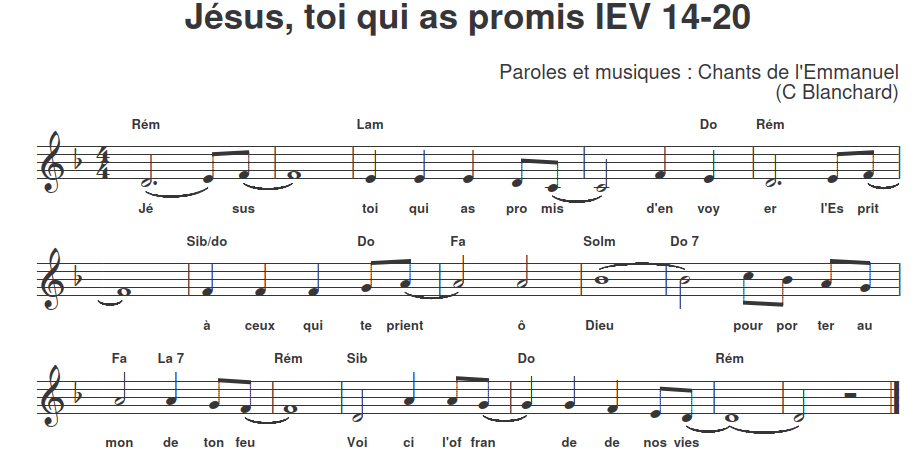 Jésus, toi qui as promis IEV 14-20
Paroles et musiques : Chants de l'Emmanuel
(C Blanchard)
Rém Lam Do Rém
4
4
Jé sus toi qui as pro mis d'en voy er l'Es prit
Sib/do Do Fa Solm Do 7
à ceux qui te prient ô Dieu pour por ter au
Fa La 7 Rém Sib Do Rém
mon de ton feu Voi ci l'of fran de de nos vies